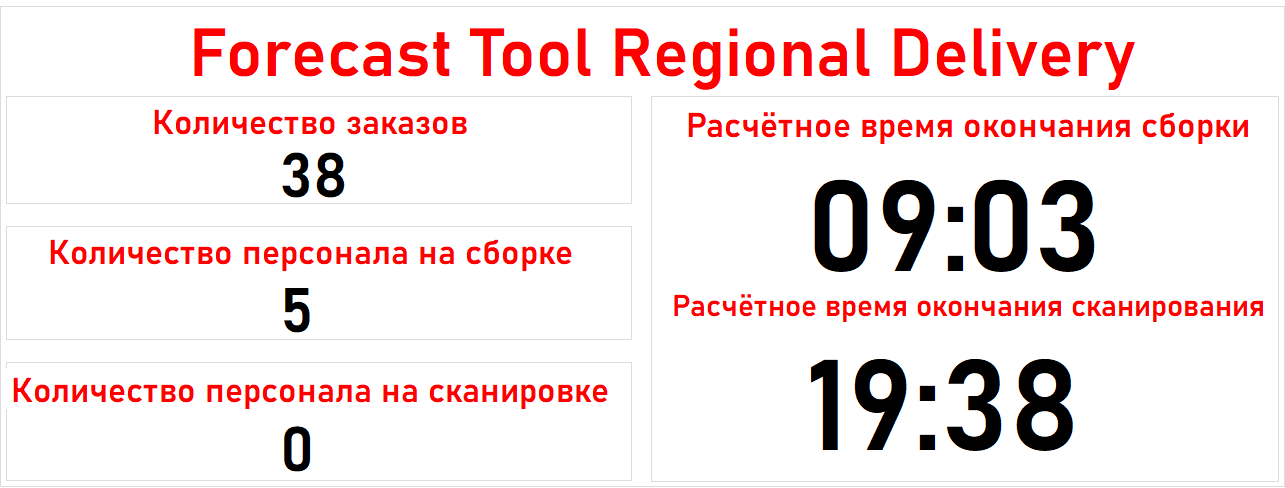 Forecast Tool Regional Delivery
Количество заказов
38
Количество персонала на сборке
5
Количество персонала на сканировке
0
Расчётное время окончания сборки
09:03
Расчётное время окончания сканирования
19:38